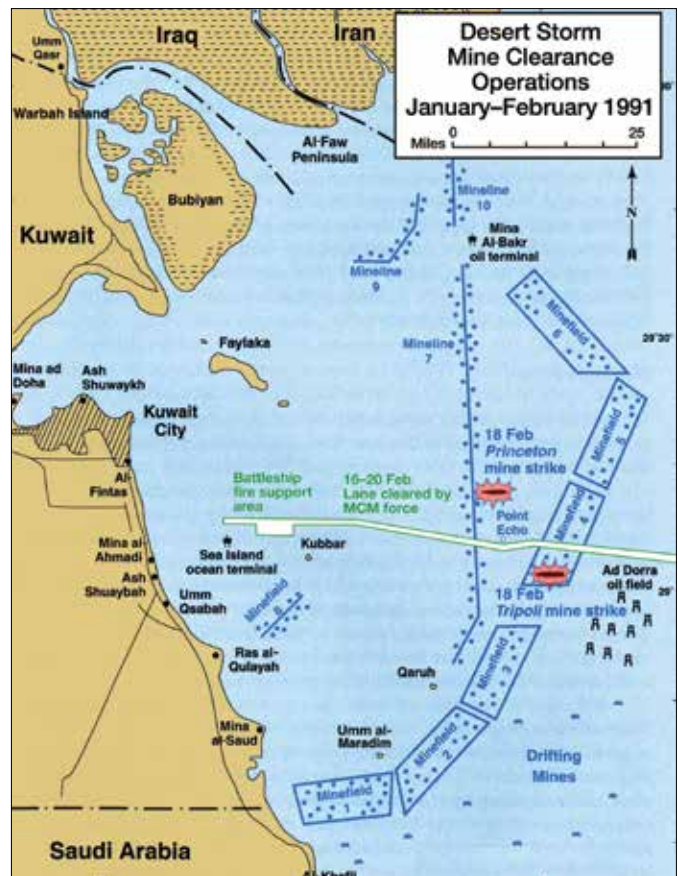 Desert Storm
Mine Clearance
Operations
January–February 1991
Miles 0 25
N
Iraq
Iran
Umm
Qasr
Warbah Island
Al-Faw
Peninsula
Bubiyan
Kuwait
Mineline
10
Mina
Al-Bakr
oil terminal
Mineline
9
Mineline
7
Minefield
6
29°30'
Faylaka
Mina ad
Doha
Ash
Shuwaykh
Kuwait
City
Minefield 5
18 Feb
Princeton
mine strike
Al-
Fintas
Battleship
fire support
area
16–20 Feb
Lane cleared by
MCM force
Point
Echo
Minefield
4
Mina al-
Ahmadi
Sea Island
ocean terminal
Kubbar
Ash
Shuaybah
Umm
Qsabah
Minefield
8
18 Feb
Tripoli mine strike
Ad Dorra
oil field
29°
Ras al-
Qulayah
Qaruh
Minefield
3
Mina
al-Saud
Umm al-
Maradim
Minefield
2
Drifting
Mines
Minefield
1
Saudi Arabia